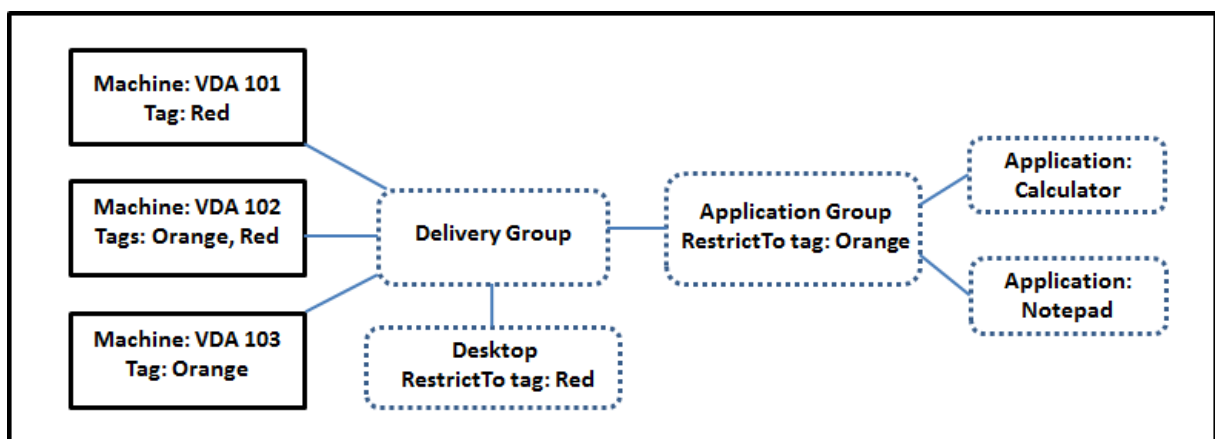 Machine: VDA 101
Tag: Red
Machine: VDA 102
Tags: Orange, Red
Machine: VDA 103
Tag: Orange
Delivery Group
Desktop
RestrictTo tag: Red
Application Group
RestrictTo tag: Orange
Application:
Calculator
Application:
Notepad